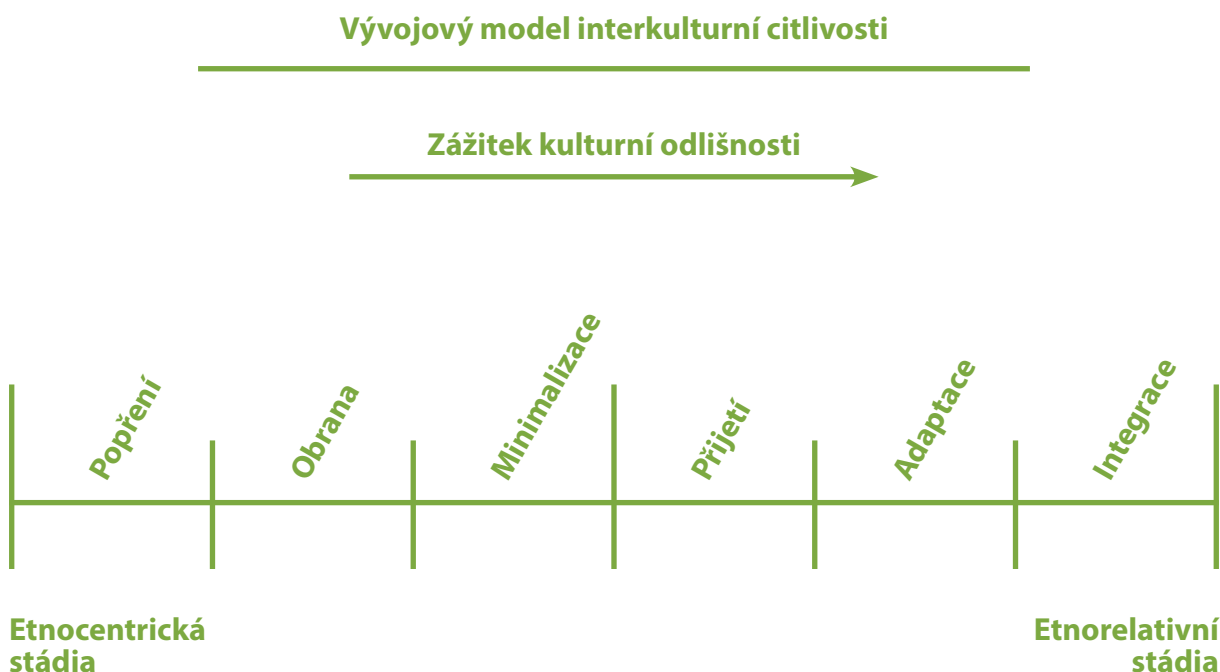 Vývojový model interkulturní citlivosti
Zážitek kulturní odlišnosti
Popření
Obrana
Minimalizace
Přijetí
Adaptace
Integrace
Etnocentrická
stádia
Etnorelativní
stádia